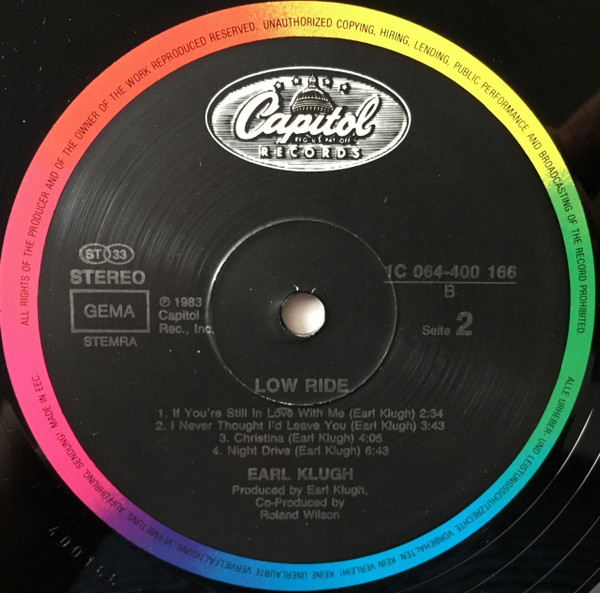 ALL RIGHTS OF THE PRODUCER AND OF THE OWNER OF THE WORK REPRODUCED RESERVED. UNAUTHORIZED COPYING, HIRING, LENDING, PUBLIC PERFORMANCE AND BROADCASTING OF THE RECORD PROHIBITED.
Capitol
REG. U.S. PAT. OFF.
RECORDS
ST 33
STEREO
GEMA
STEMRA
℗ 1983
Capitol
Rec., Inc.
1C 064-400 166
B
Seite 2
LOW RIDE
1. If You're Still In Love With Me (Earl Klugh) 2:34
2. I Never Thought I'd Leave You (Earl Klugh) 3:43
3. Christina (Earl Klugh) 4:05
4. Night Drive (Earl Klugh) 6:43
EARL KLUGH
Produced by Earl Klugh,
Co-Produced by
Roland Wilson
ALLE URHEBER- UND LEISTUNGSSCHUTZRECHTE VORBEHALTEN. KEIN VERLEIH! KEINE UNERLAUBTE VERVIELFÄLTIGUNG, VERMIETUNG, AUFFÜHRUNG, SENDUNG! MADE IN EEC.